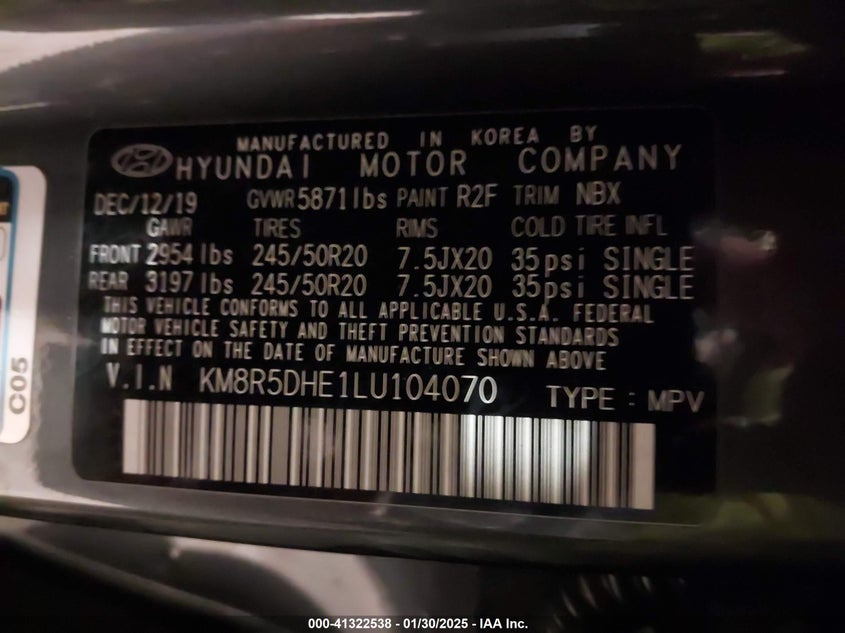 MANUFACTURED IN KOREA BY
HYUNDAI MOTOR COMPANY
DEC/12/19 GVWR 5871lbs PAINT R2F TRIM NBX
GAWR TIRES RIMS COLD TIRE INFL
FRONT 2954 lbs 245/50R20 7.5JX20 35psi SINGLE
REAR 3197 lbs 245/50R20 7.5JX20 35psi SINGLE
THIS VEHICLE CONFORMS TO ALL APPLICABLE U.S.A. FEDERAL
MOTOR VEHICLE SAFETY AND THEFT PREVENTION STANDARDS
IN EFFECT ON THE DATE OF MANUFACTURE SHOWN ABOVE
V.I.N KM8R5DHE1LU104070 TYPE : MPV
C05
000-41322538 - 01/30/2025 - IAA Inc.